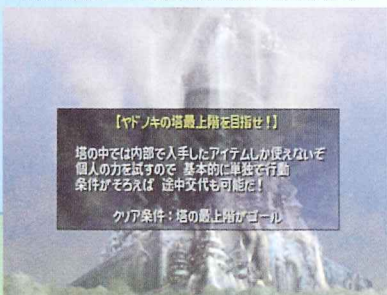 【ヤドノキの塔最上階を目指せ！】
塔の中では内部で入手したアイテムしか使えないぞ
個人の力を試すので 基本的に単独で行動
条件がそろえば 途中交代も可能だ！
クリア条件：塔の最上階がゴール